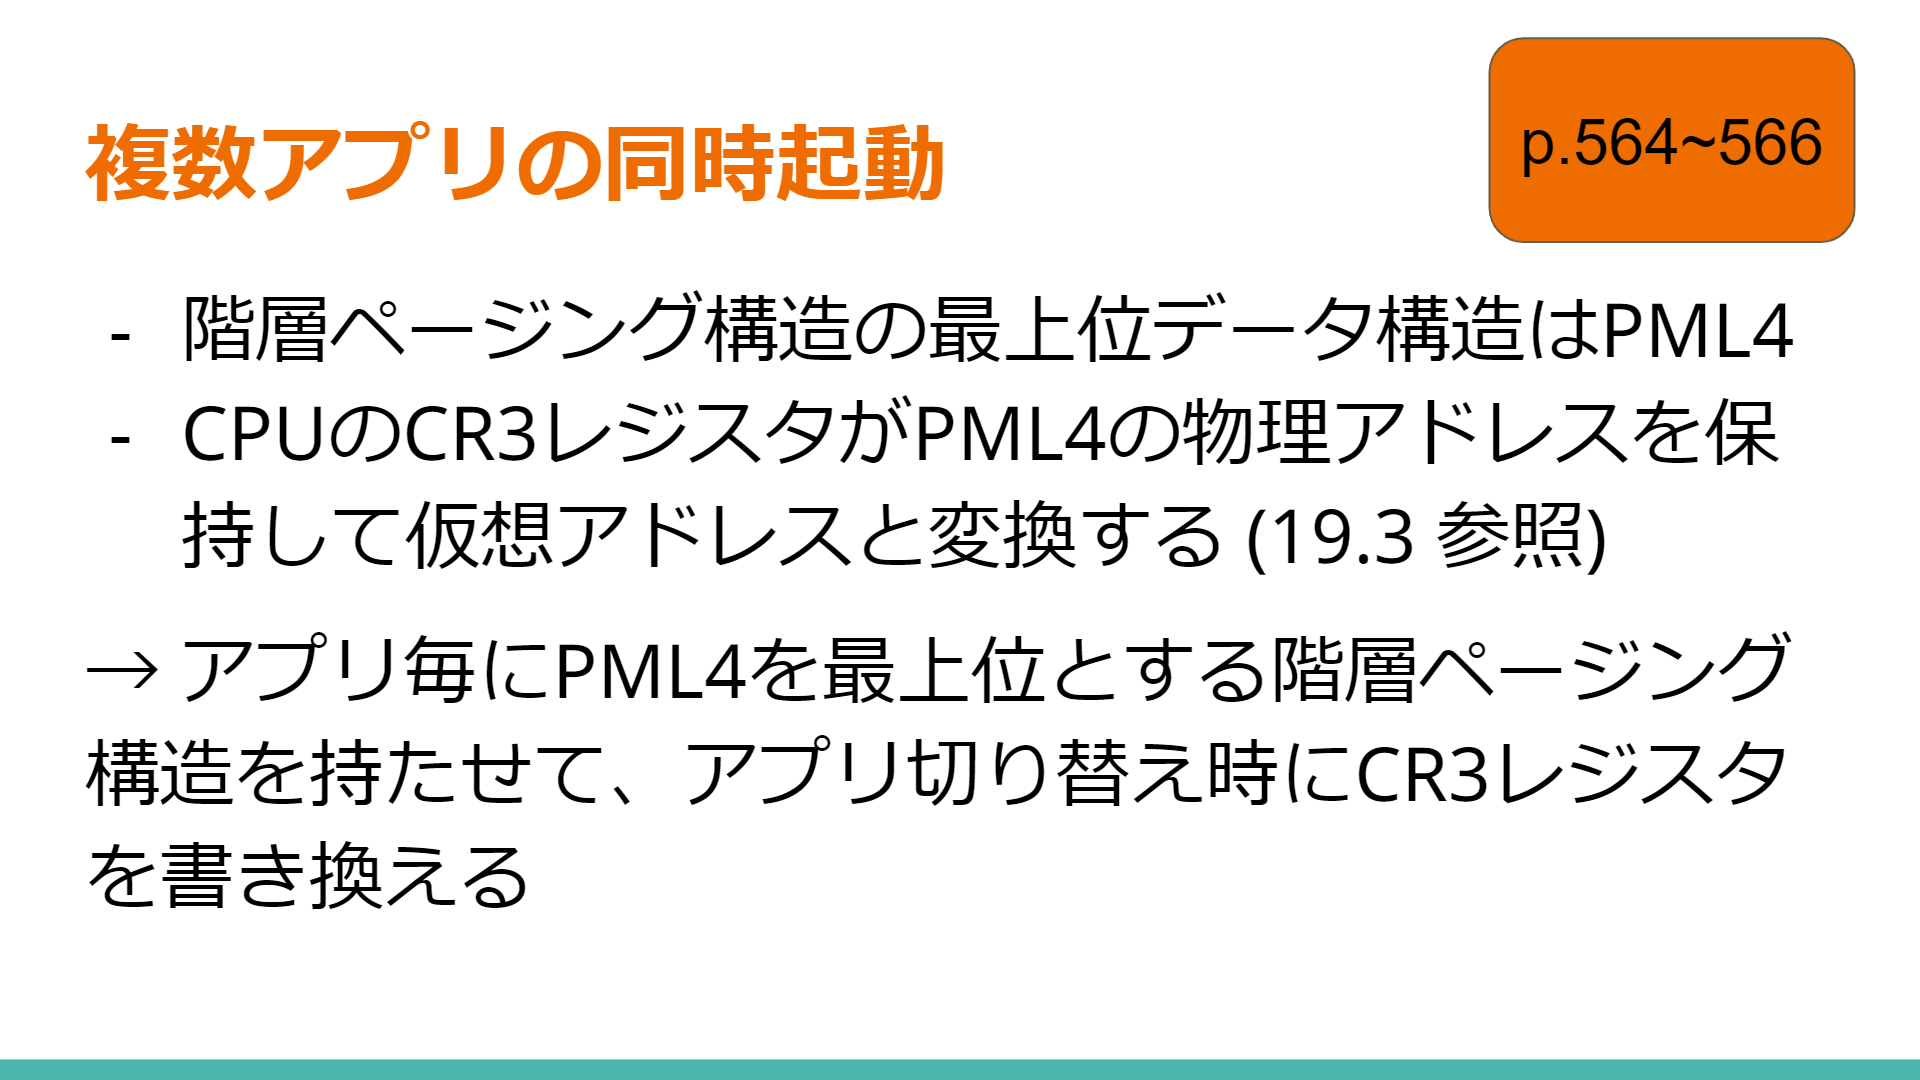 複数アプリの同時起動
p.564~566
- 階層ページング構造の最上位データ構造はPML4
- CPUのCR3レジスタがPML4の物理アドレスを保
持して仮想アドレスと変換する (19.3 参照)
→ アプリ毎にPML4を最上位とする階層ページング
構造を持たせて、アプリ切り替え時にCR3レジスタ
を書き換える